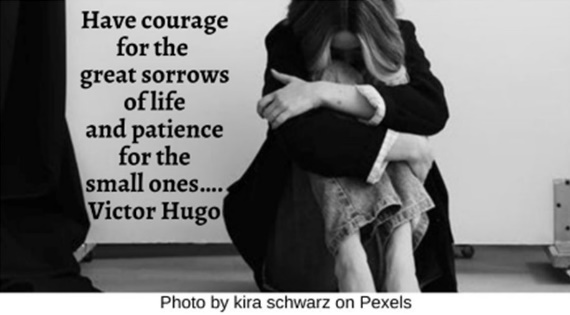 Have courage
for the
great sorrows
of life
and patience
for the
small ones....
Victor Hugo
Photo by kira schwarz on Pexels